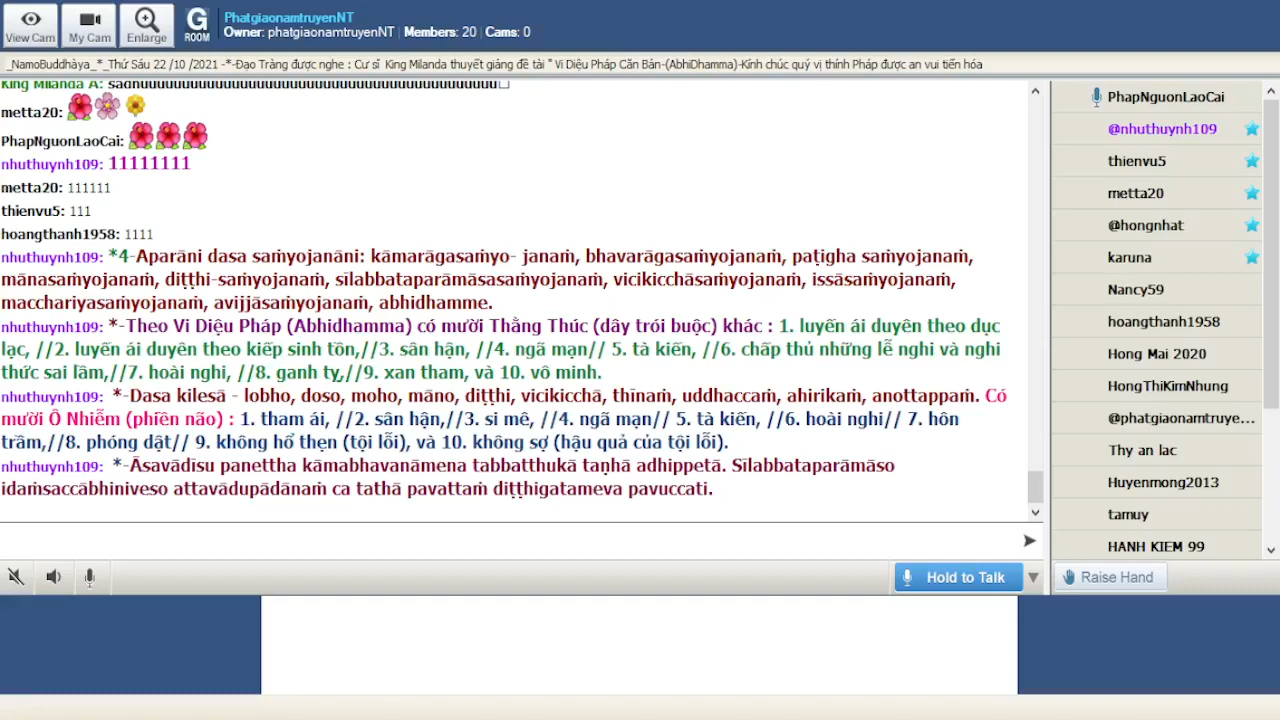 View Cam
My Cam
Enlarge
G
ROOM
PhatgiaonamtruyenNT
Owner: phatgiaonamtruyenNT | Members: 20 | Cams: 0
_NamoBuddhàya_*_Thứ Sáu 22 /10 /2021 -*-Đạo Tràng được nghe : Cư sĩ King Milanda thuyết giảng đề tài " Vi Diệu Pháp Căn Bản-(AbhiDhamma)-Kính chúc quý vị thính Pháp được an vui tiến hóa
metta20:
PhapNguonLaoCai:
nhuthuynh109: 11111111
metta20: 111111
thienvu5: 111
hoangthanh1958: 1111
nhuthuynh109: *4-Aparāni dasa saṁyojanāni: kāmarāgasaṁyo- janaṁ, bhavarāgasaṁyojanaṁ, paṭigha saṁyojanaṁ,
mānasaṁyojanaṁ, diṭṭhi-saṁyojanaṁ, sīlabbataparāmāsasaṁyojanaṁ, vicikicchāsaṁyojanaṁ, issāsaṁyojanaṁ,
macchariyasaṁyojanaṁ, avijjāsaṁyojanaṁ, abhidhamme.
nhuthuynh109: *-Theo Vi Diệu Pháp (Abhidhamma) có mười Thằng Thúc (dây trói buộc) khác : 1. luyến ái duyên theo dục
lạc, //2. luyến ái duyên theo kiếp sinh tồn,//3. sân hận, //4. ngã mạn// 5. tà kiến, //6. chấp thủ những lễ nghi và nghi
thức sai lầm,//7. hoài nghi, //8. ganh tỵ,//9. xan tham, và 10. vô minh.
nhuthuynh109: *-Dasa kilesā - lobho, doso, moho, māno, diṭṭhi, vicikicchā, thīnaṁ, uddhaccaṁ, ahirikaṁ, anottappaṁ. Có
mười Ô Nhiễm (phiền não) : 1. tham ái, //2. sân hận,//3. si mê, //4. ngã mạn// 5. tà kiến, //6. hoài nghi// 7. hôn
trầm,//8. phóng dật// 9. không hổ thẹn (tội lỗi), và 10. không sợ (hậu quả của tội lỗi).
nhuthuynh109: *-Āsavādīsu panettha kāmabhavanāmena tabbatthukā taṇhā adhippetā. Sīlabbataparāmāso
idaṁsaccābhiniveso attavādupādānaṁ ca tathā pavattaṁ diṭṭhigatameva pavuccati.
PhapNguonLaoCai
@nhuthuynh109
thienvu5
metta20
@hongnhat
karuna
Nancy59
hoangthanh1958
Hong Mai 2020
HongThiKimNhung
@phatgiaonamtruye...
Thy an lac
Huyenmong2013
tamuy
HANH KIEM 99
Hold to Talk
Raise Hand